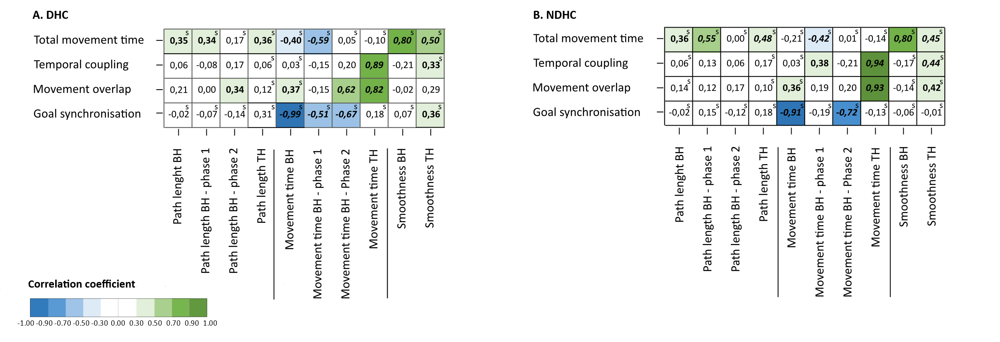 A. DHC
Total movement time 0,35 S 0,34 S 0,17 S 0,36 S -0,40 S -0,59 S 0,05 S -0,10 S 0,80 S 0,50 S
Temporal coupling 0,06 -0,08 0,17 0,06 S 0,03 S -0,15 0,20 0,89 -0,21 0,33 S
Movement overlap 0,21 0,00 0,34 0,12 S 0,37 S -0,15 0,62 0,82 -0,02 0,29
Goal synchronisation -0,02 S -0,07 S -0,14 S 0,31 S -0,99 S -0,51 S -0,67 S 0,18 S 0,07 S 0,36 S
Path lenght BH
Path length BH - phase 1
Path length BH - phase 2
Path length TH
Movement time BH
Movement time BH - phase 1
Movement time BH - Phase 2
Movement time TH
Smoothness BH
Smoothness TH
B. NDHC
Total movement time 0,36 S 0,55 S 0,00 S 0,48 S -0,21 S -0,42 S 0,01 S -0,14 S 0,80 S 0,45 S
Temporal coupling 0,06 S 0,13 0,06 0,17 S 0,03 S 0,38 -0,21 0,94 -0,17 S 0,44 S
Movement overlap 0,14 S 0,12 0,17 0,10 S 0,36 S 0,19 0,20 0,93 -0,14 S 0,42 S
Goal synchronisation -0,02 S 0,15 S -0,12 S 0,18 S -0,91 S -0,19 S -0,72 S -0,13 S -0,06 S -0,01 S
Path lenght BH
Path length BH - phase 1
Path length BH - phase 2
Path length TH
Movement time BH
Movement time BH - phase 1
Movement time BH - Phase 2
Movement time TH
Smoothness BH
Smoothness TH
Correlation coefficient
-1.00 -0.90 -0.70 -0.50 -0.30 0.00 0.30 0.50 0.70 0.90 1.00